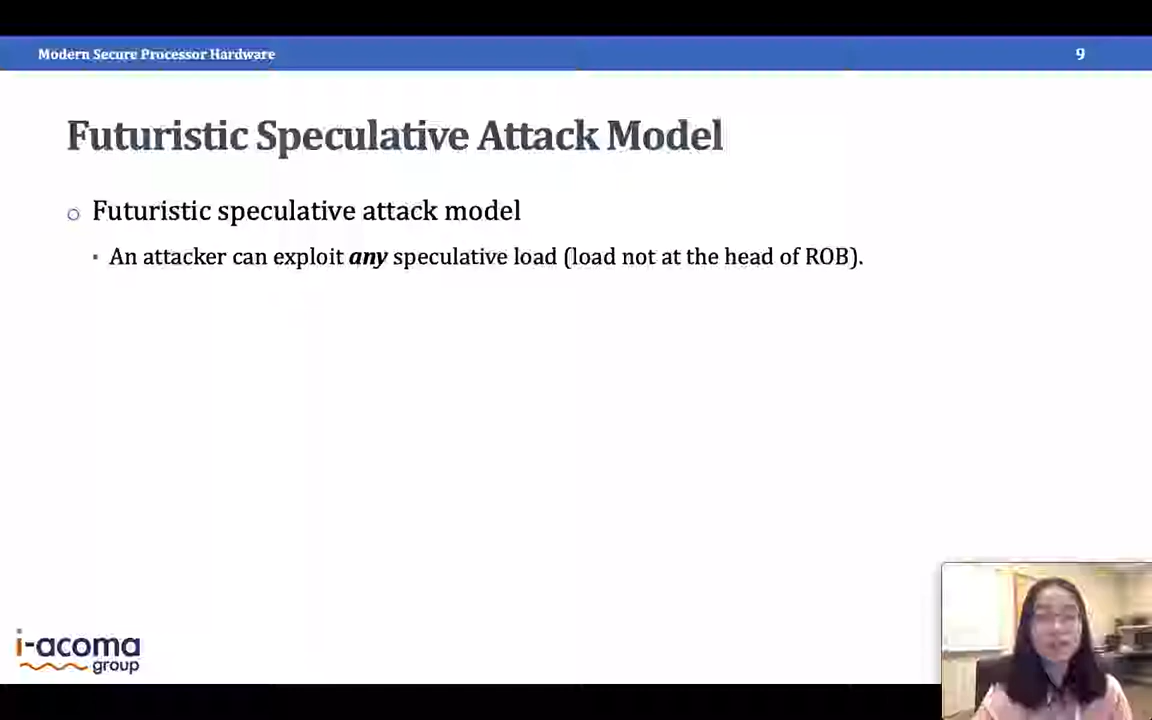 Modern Secure Processor Hardware
9
Futuristic Speculative Attack Model
Futuristic speculative attack model
An attacker can exploit any speculative load (load not at the head of ROB).
i-acoma
group